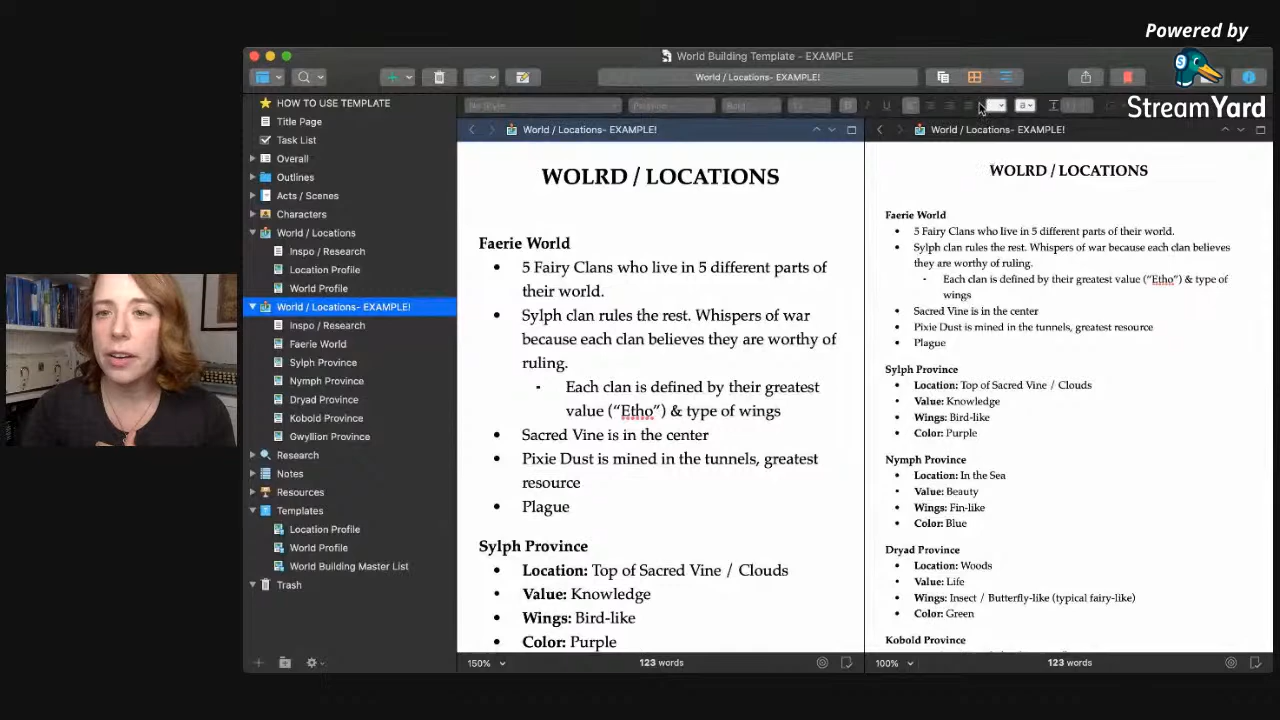 Powered by
StreamYard
World Building Template - EXAMPLE
World / Locations- EXAMPLE!
HOW TO USE TEMPLATE
Title Page
Task List
Overall
Outlines
Acts / Scenes
Characters
World / Locations
Inspo / Research
Location Profile
World Profile
World / Locations- EXAMPLE!
Inspo / Research
Faerie World
Sylph Province
Nymph Province
Dryad Province
Kobold Province
Gwyllion Province
Research
Notes
Resources
Templates
Location Profile
World Profile
World Building Master List
Trash
World / Locations- EXAMPLE!
WOLRD / LOCATIONS
Faerie World
• 5 Fairy Clans who live in 5 different parts of
their world.
• Sylph clan rules the rest. Whispers of war
because each clan believes they are worthy of
ruling.
- Each clan is defined by their greatest
value (“Etho”) & type of wings
• Sacred Vine is in the center
• Pixie Dust is mined in the tunnels, greatest
resource
• Plague
Sylph Province
• Location: Top of Sacred Vine / Clouds
• Value: Knowledge
• Wings: Bird-like
• Color: Purple
150%
123 words
World / Locations- EXAMPLE!
WOLRD / LOCATIONS
Faerie World
• 5 Fairy Clans who live in 5 different parts of their world.
• Sylph clan rules the rest. Whispers of war because each clan believes
they are worthy of ruling.
- Each clan is defined by their greatest value (“Etho”) & type of
wings
• Sacred Vine is in the center
• Pixie Dust is mined in the tunnels, greatest resource
• Plague
Sylph Province
• Location: Top of Sacred Vine / Clouds
• Value: Knowledge
• Wings: Bird-like
• Color: Purple
Nymph Province
• Location: In the Sea
• Value: Beauty
• Wings: Fin-like
• Color: Blue
Dryad Province
• Location: Woods
• Value: Life
• Wings: Insect / Butterfly-like (typical fairy-like)
• Color: Green
Kobold Province
100%
123 words